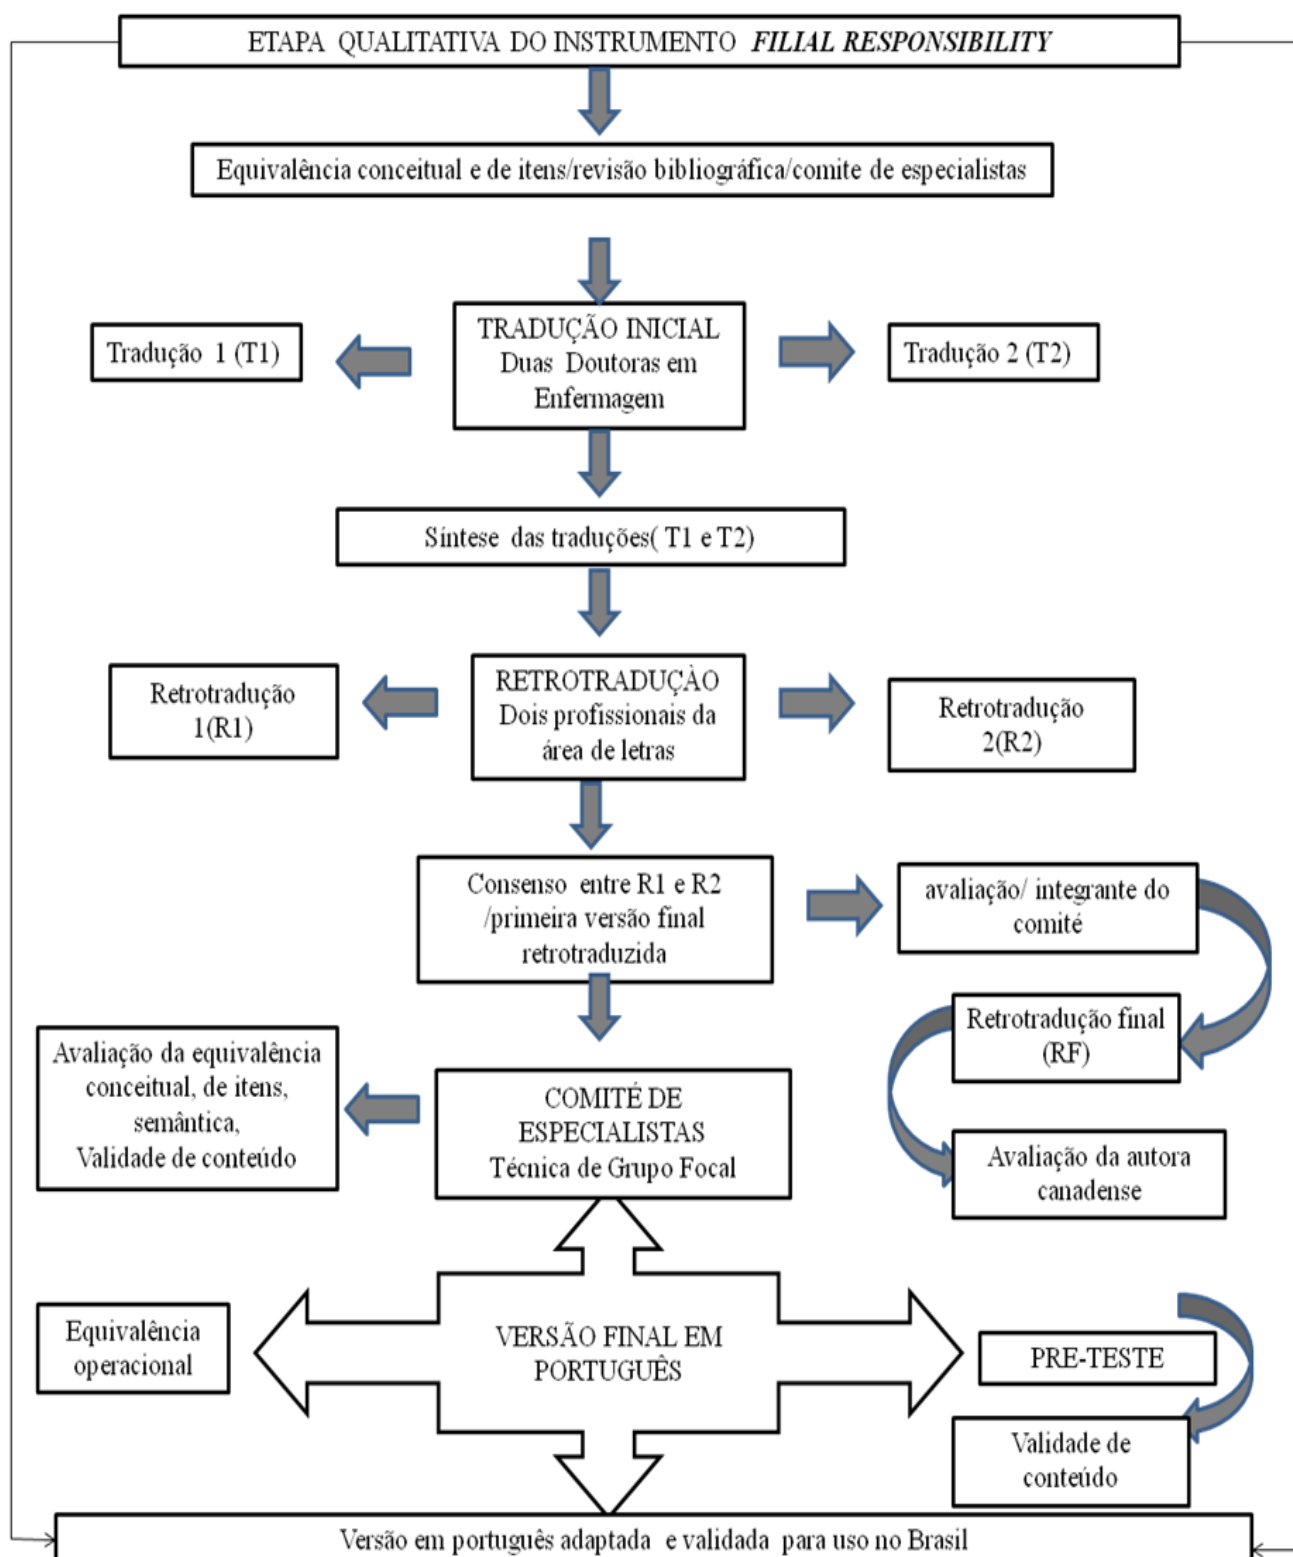 ETAPA QUALITATIVA DO INSTRUMENTO FILIAL RESPONSIBILITY
Equivalência conceitual e de itens/revisão bibliográfica/comite de especialistas
Tradução 1 (T1)
TRADUÇÃO INICIAL
Duas Doutoras em
Enfermagem
Tradução 2 (T2)
Síntese das traduções( T1 e T2)
Retrotradução
1(R1)
RETROTRADUÇÀO
Dois profissionais da
área de letras
Retrotradução
2(R2)
Consenso entre R1 e R2
/primeira versão final
retrotraduzida
avaliação/ integrante do
comité
Retrotradução final
(RF)
Avaliação da equivalência
conceitual, de itens,
semântica,
Validade de conteúdo
COMITÉ DE
ESPECIALISTAS
Técnica de Grupo Focal
Avaliação da autora
canadense
Equivalência
operacional
VERSÃO FINAL EM
PORTUGUÊS
PRE-TESTE
Validade de
conteúdo
Versão em português adaptada e validada para uso no Brasil